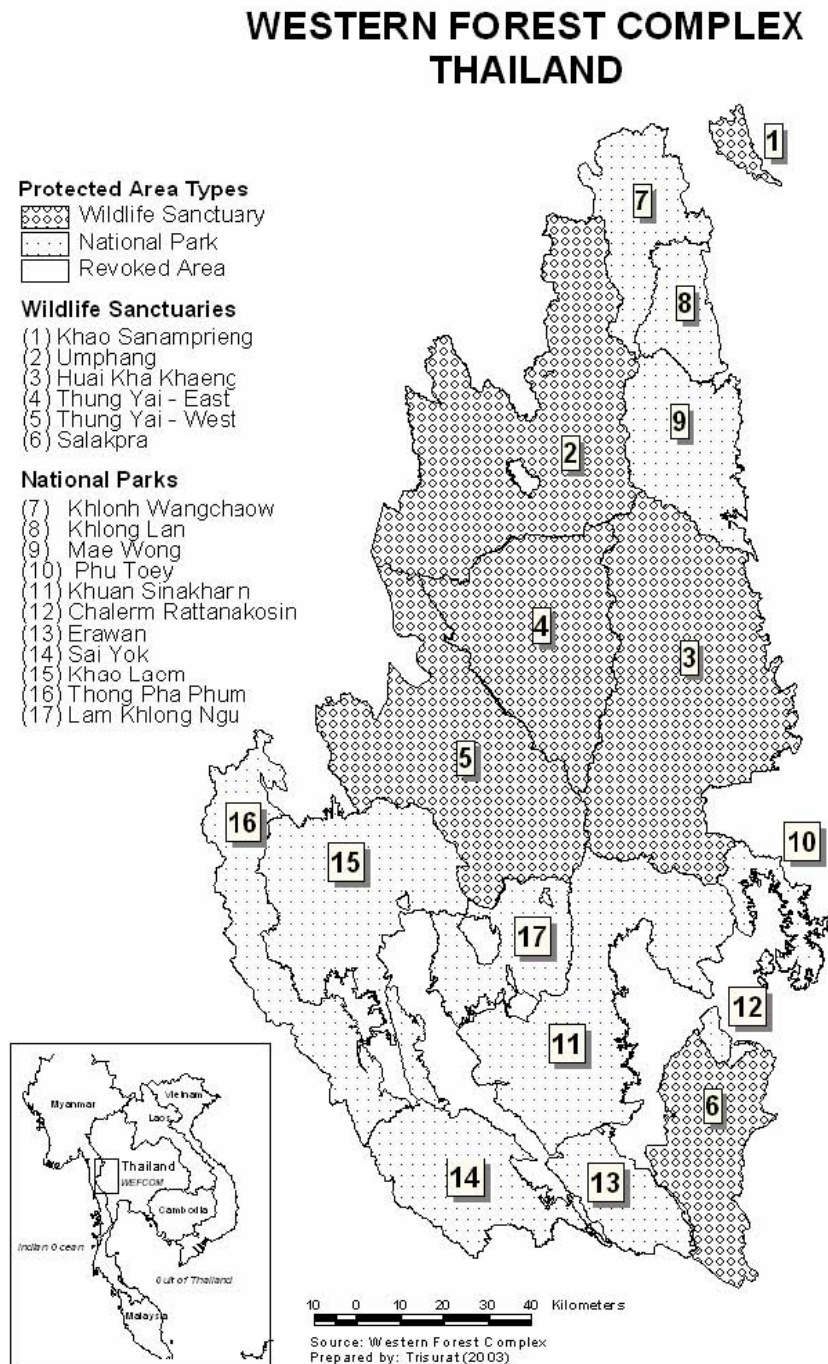 WESTERN FOREST COMPLEX
THAILAND
Protected Area Types
Wildlife Sanctuary
National Park
Revoked Area
Wildlife Sanctuaries
(1) Khao Sanamprieng
(2) Umphang
(3) Huai Kha Khaeng
(4) Thung Yai - East
(5) Thung Yai - West
(6) Salakpra
National Parks
(7) Khlonh Wangchaow
(8) Khlong Lan
(9) Mae Wong
(10) Phu Toey
(11) Khuan Sinakharn
(12) Chalerm Rattanakosin
(13) Erawan
(14) Sai Yok
(15) Khao Laem
(16) Thong Pha Phum
(17) Lam Khlong Ngu
1
7
8
9
2
4
3
5
16
10
15
17
12
11
6
14
13
Myanmar
Vietnam
Laos
Thailand
WEFCOM
Cambodia
Indian Ocean
Gulf of Thailand
Malaysia
10 0 10 20 30 40 Kilometers
Source: Western Forest Complex
Prepared by: Trisurat (2003)